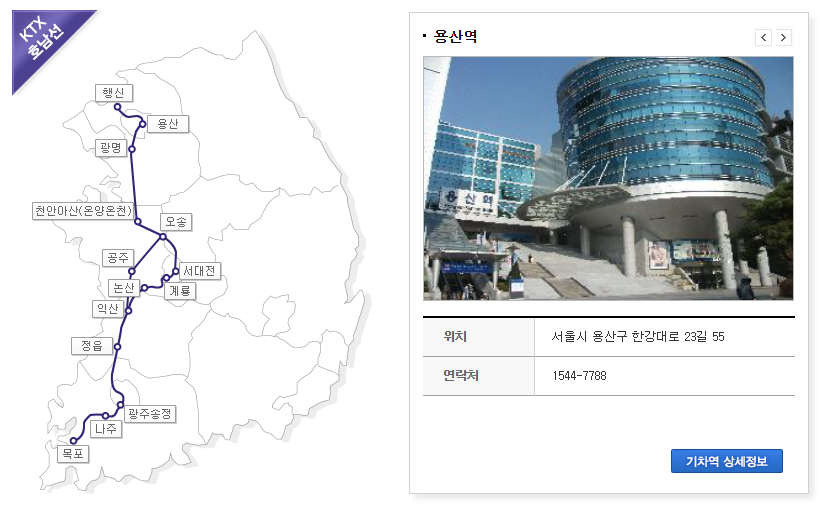 KTX
호남선
행신
용산
광명
천안아산(온양온천)
오송
공주
서대전
논산
계룡
익산
정읍
광주송정
나주
목포
용산역
용산역
위치
서울시 용산구 한강대로 23길 55
연락처
1544-7788
기차역 상세정보